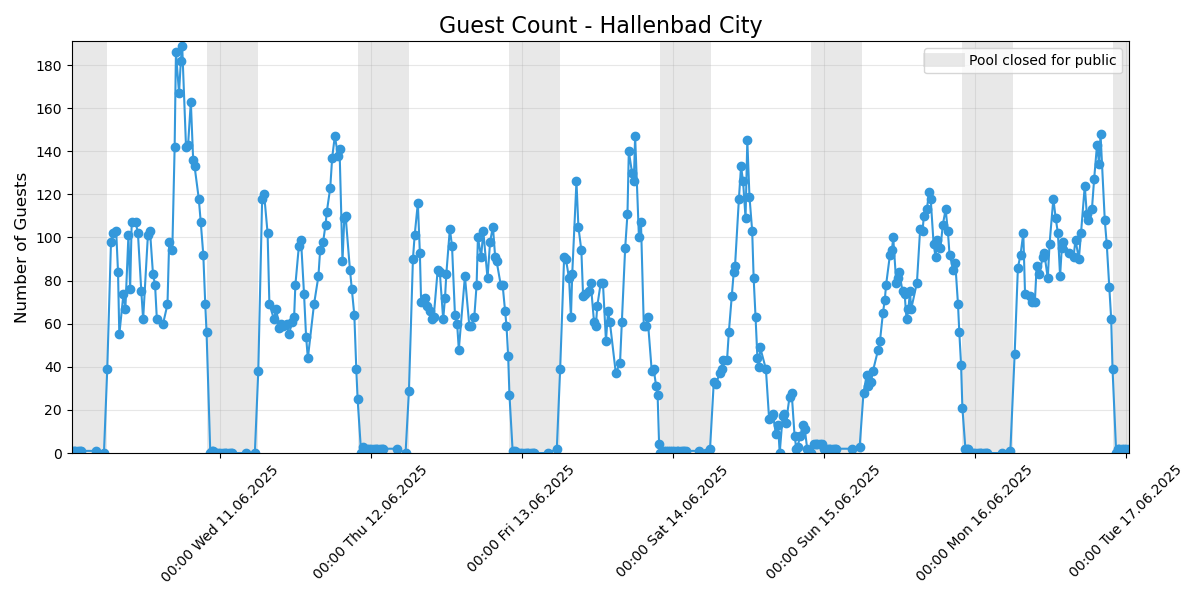 Guest Count - Hallenbad City
Pool closed for public
Number of Guests
180
160
140
120
100
80
60
40
20
0
00:00 Wed 11.06.2025
00:00 Thu 12.06.2025
00:00 Fri 13.06.2025
00:00 Sat 14.06.2025
00:00 Sun 15.06.2025
00:00 Mon 16.06.2025
00:00 Tue 17.06.2025